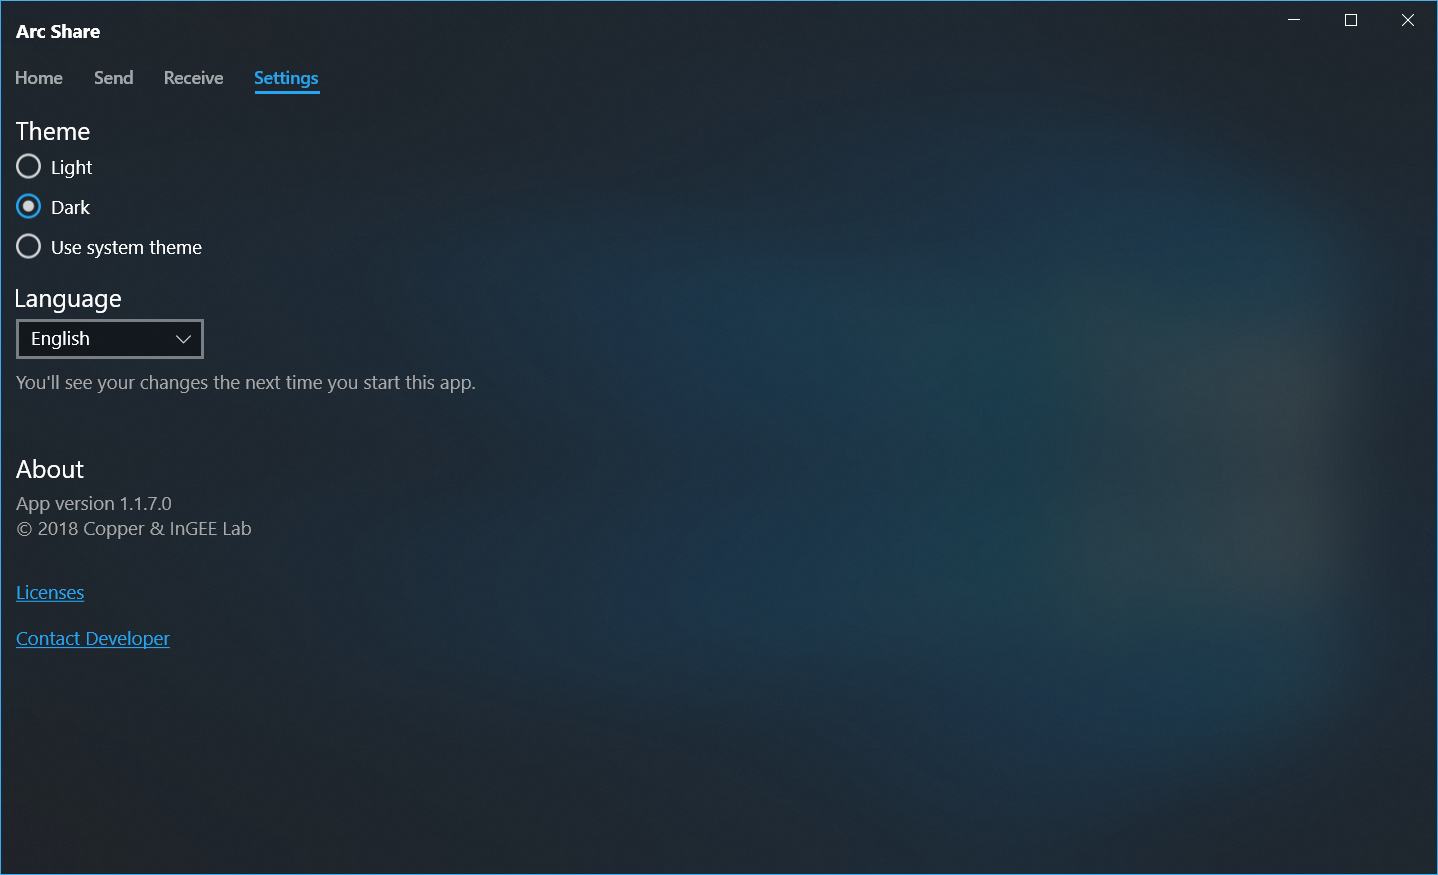 Arc Share
Home Send Receive Settings
Theme
Light
Dark
Use system theme
Language
English
You'll see your changes the next time you start this app.
About
App version 1.1.7.0
© 2018 Copper & InGEE Lab
Licenses
Contact Developer